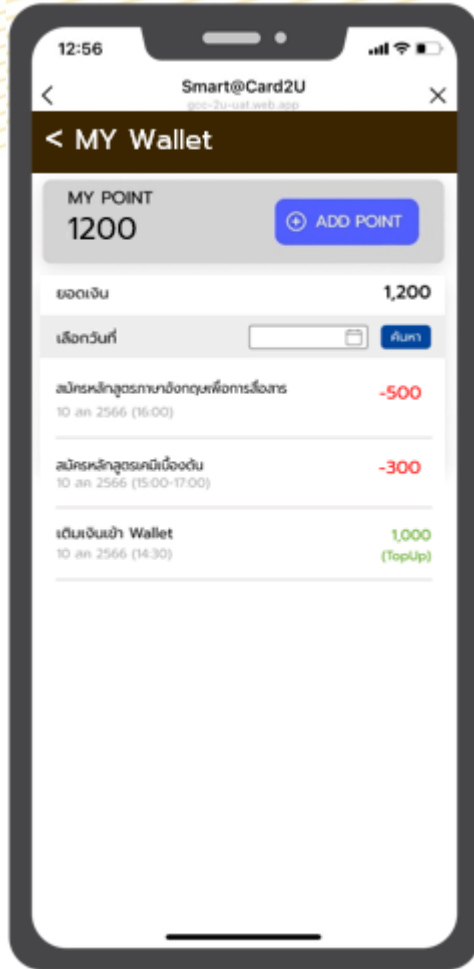 12:56
Smart@Card2U
gcc-2u-uat.web.app
< MY Wallet
MY POINT
1200
ADD POINT
ยอดเงิน 1,200
เลือกวันที่ ค้นหา
สมัครหลักสูตรภาษาอังกฤษเพื่อการสื่อสาร -500
10 สค 2566 (16:00)
สมัครหลักสูตรเคมีเบื้องต้น -300
10 สค 2566 (15:00-17:00)
เติมเงินเข้า Wallet 1,000
10 สค 2566 (14:30) (TopUp)